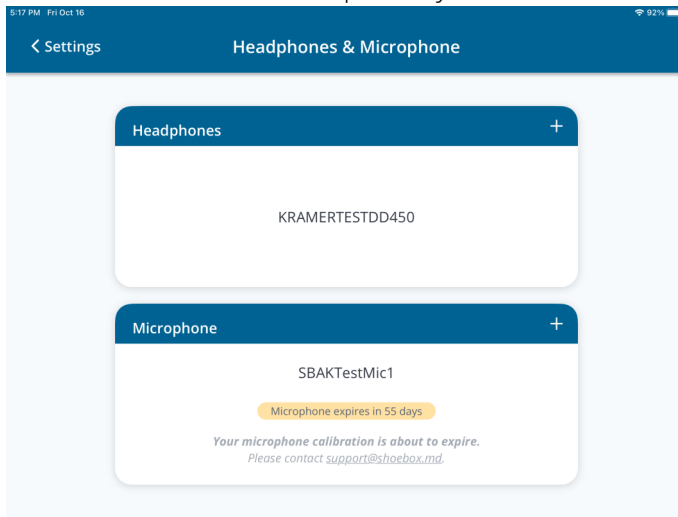 5:17 PM Fri Oct 16
92%
Settings
Headphones & Microphone
Headphones
+
KRAMERTESTDD450
Microphone
+
SBAKTestMic1
Microphone expires in 55 days
Your microphone calibration is about to expire.
Please contact support@shoebox.md.